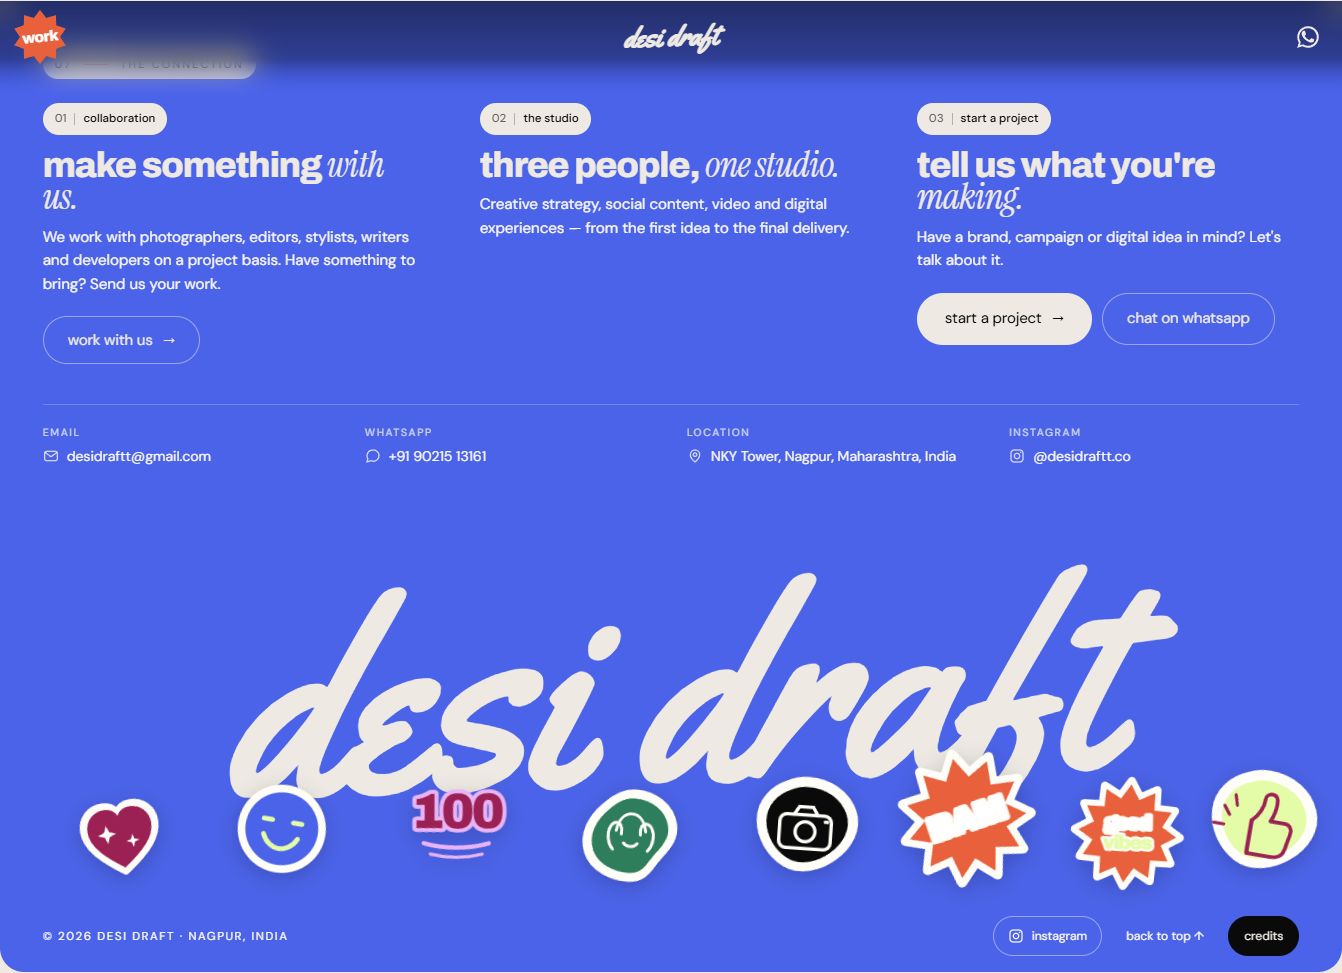 work
desi draft
THE CONNECTION
01 | collaboration
make something with
us.
We work with photographers, editors, stylists, writers
and developers on a project basis. Have something to
bring? Send us your work.
work with us →
02 | the studio
three people, one studio.
Creative strategy, social content, video and digital
experiences — from the first idea to the final delivery.
03 | start a project
tell us what you're
making.
Have a brand, campaign or digital idea in mind? Let's
talk about it.
start a project →
chat on whatsapp
EMAIL
desidraftt@gmail.com
WHATSAPP
+91 90215 13161
LOCATION
NKY Tower, Nagpur, Maharashtra, India
INSTAGRAM
@desidraftt.co
desi draft
100
BAM
good
vibes
© 2026 DESI DRAFT · NAGPUR, INDIA
instagram
back to top ↑
credits